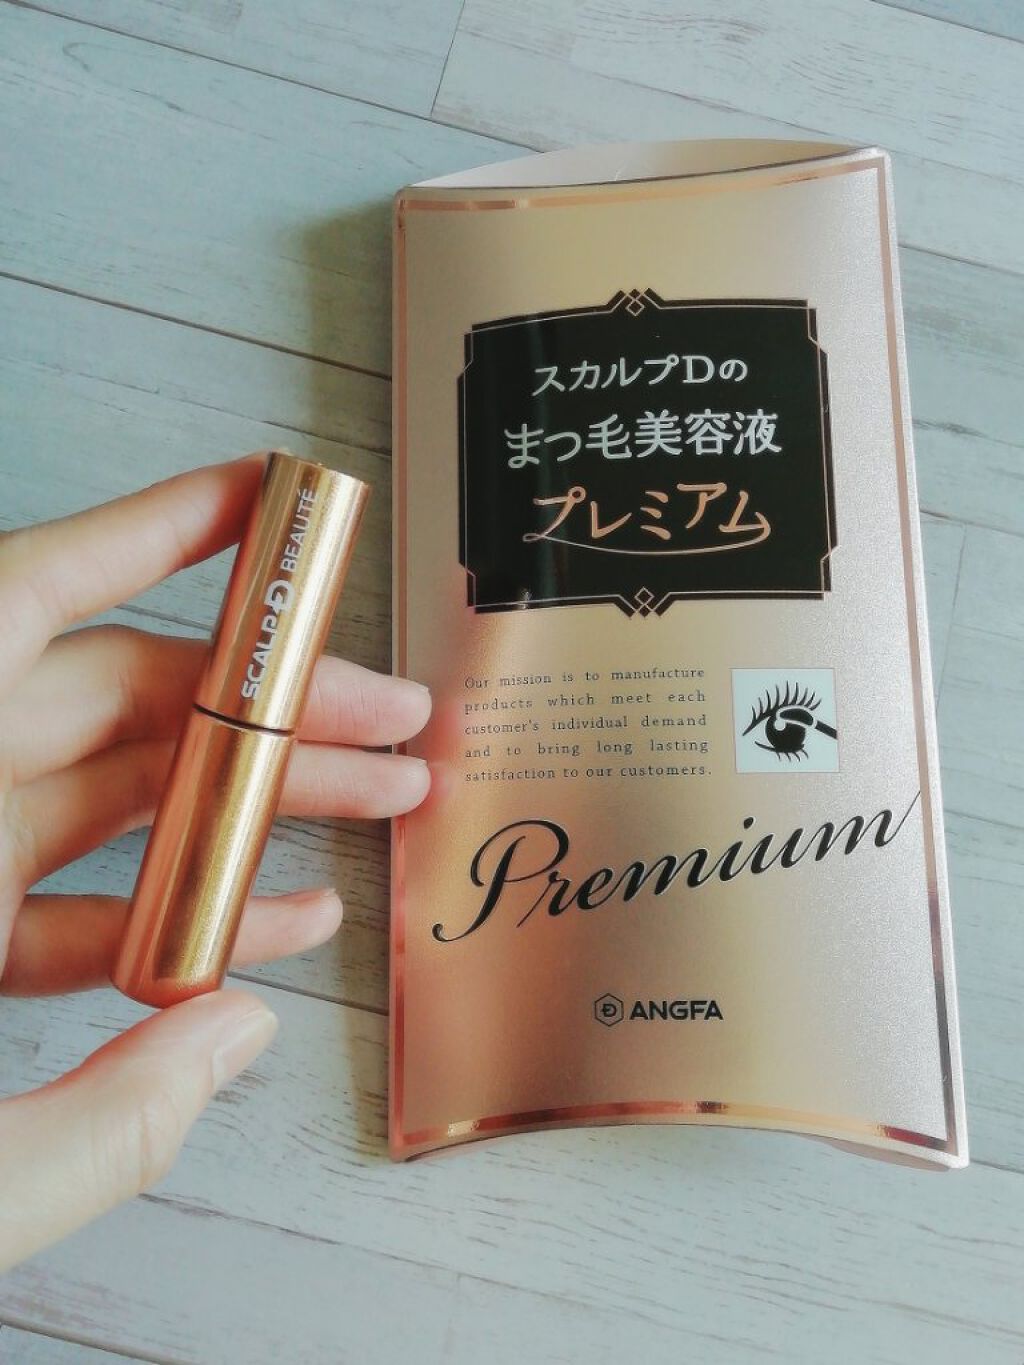 スカルプDの
まつ毛美容液
プレミアム
Our mission is to manufacture
products which meet each
customer's individual demand
and to bring long lasting
satisfaction to our customers.
Premium
ANGFA
SCALP D BEAUTÉ